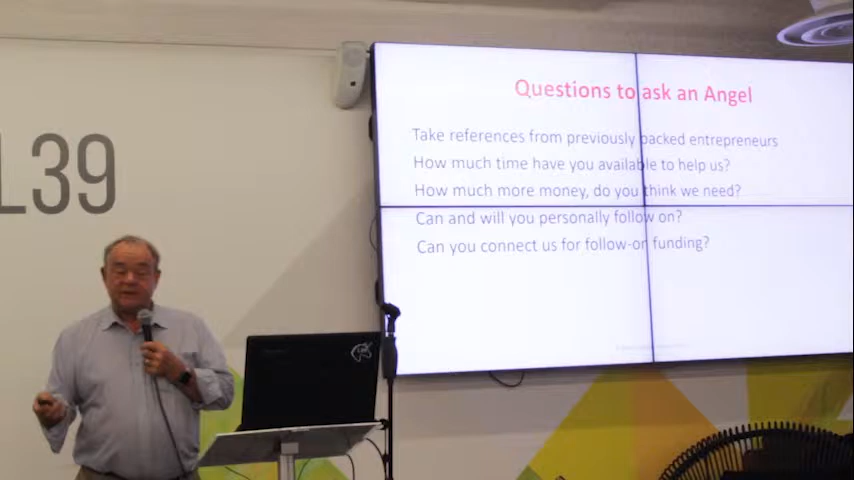 L39
Questions to ask an Angel
Take references from previously backed entrepreneurs
How much time have you available to help us?
How much more money, do you think we need?
Can and will you personally follow on?
Can you connect us for follow-on funding?